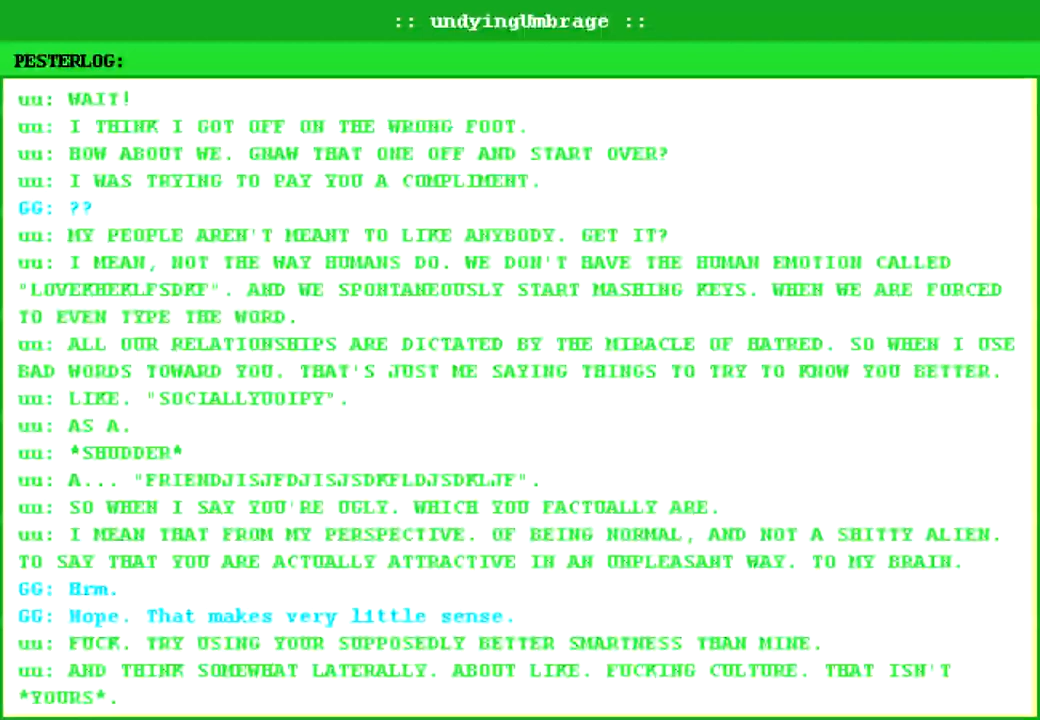 :: undyingUmbrage ::
PESTERLOG:
uu: WAIT!
uu: I THINK I GOT OFF ON THE WRONG FOOT.
uu: HOW ABOUT WE. GNAW THAT ONE OFF AND START OVER?
uu: I WAS TRYING TO PAY YOU A COMPLIMENT.
GG: ??
uu: MY PEOPLE AREN'T MEANT TO LIKE ANYBODY. GET IT?
uu: I MEAN, NOT THE WAY HUMANS DO. WE DON'T HAVE THE HUMAN EMOTION CALLED
"LOVEKHEKLFSDKF". AND WE SPONTANEOUSLY START MASHING KEYS. WHEN WE ARE FORCED
TO EVEN TYPE THE WORD.
uu: ALL OUR RELATIONSHIPS ARE DICTATED BY THE MIRACLE OF HATRED. SO WHEN I USE
BAD WORDS TOWARD YOU. THAT'S JUST ME SAYING THINGS TO TRY TO KNOW YOU BETTER.
uu: LIKE. "SOCIALLYUOIPY".
uu: AS A.
uu: *SHUDDER*
uu: A... "FRIENDJISJFDJISJSDKFLDJSDKLJF".
uu: SO WHEN I SAY YOU'RE UGLY. WHICH YOU FACTUALLY ARE.
uu: I MEAN THAT FROM MY PERSPECTIVE. OF BEING NORMAL, AND NOT A SHITTY ALIEN.
TO SAY THAT YOU ARE ACTUALLY ATTRACTIVE IN AN UNPLEASANT WAY. TO MY BRAIN.
GG: Hrm.
GG: Nope. That makes very little sense.
uu: FUCK. TRY USING YOUR SUPPOSEDLY BETTER SMARTNESS THAN MINE.
uu: AND THINK SOMEWHAT LATERALLY. ABOUT LIKE. FUCKING CULTURE. THAT ISN'T
*YOURS*.